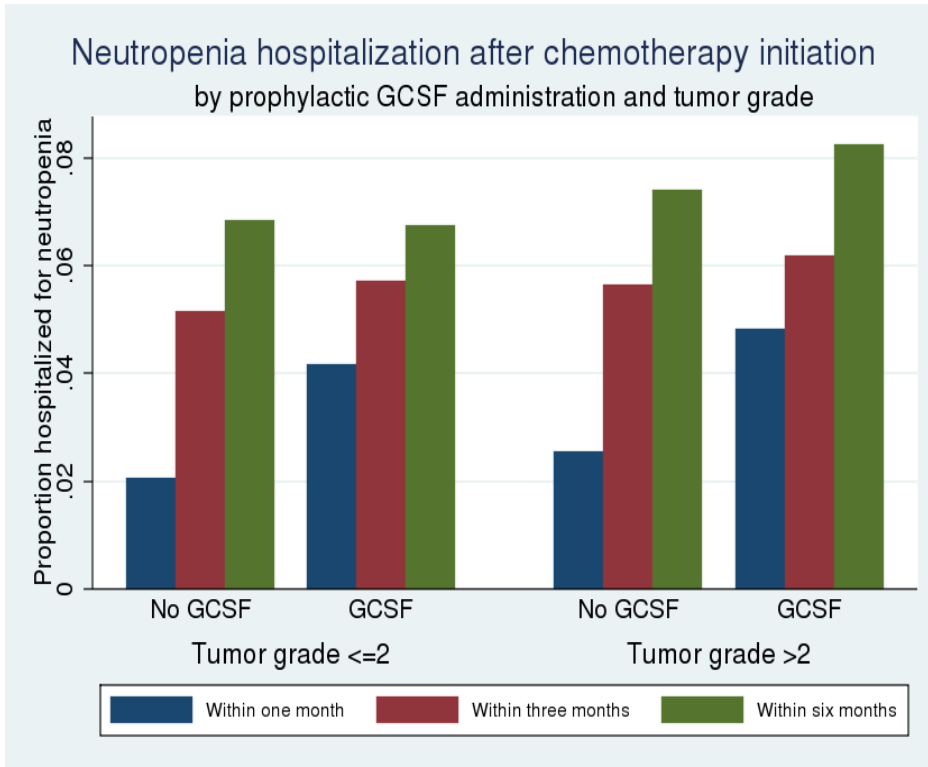 Neutropenia hospitalization after chemotherapy initiation
by prophylactic GCSF administration and tumor grade
Proportion hospitalized for neutropenia
.08
.06
.04
.02
0
No GCSF GCSF No GCSF GCSF
Tumor grade <=2 Tumor grade >2
Within one month Within three months Within six months